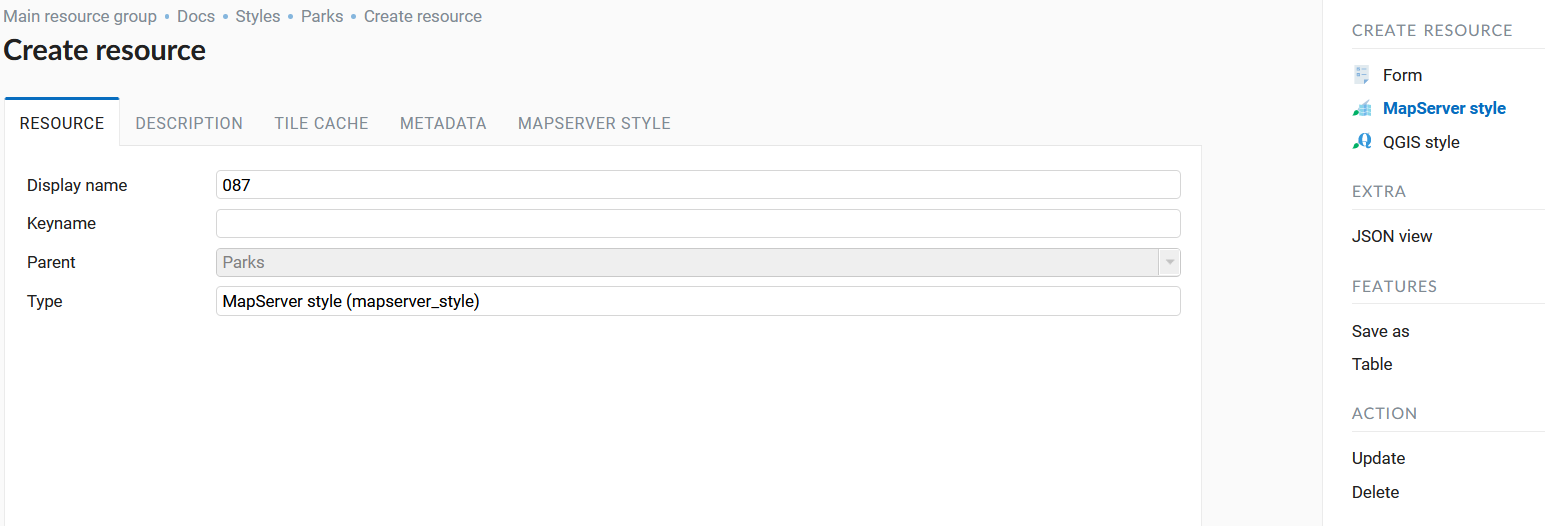 Main resource group • Docs • Styles • Parks • Create resource
Create resource
RESOURCE DESCRIPTION TILE CACHE METADATA MAPSERVER STYLE
Display name 087
Keyname
Parent Parks
Type MapServer style (mapserver_style)
CREATE RESOURCE
Form
MapServer style
QGIS style
EXTRA
JSON view
FEATURES
Save as
Table
ACTION
Update
Delete